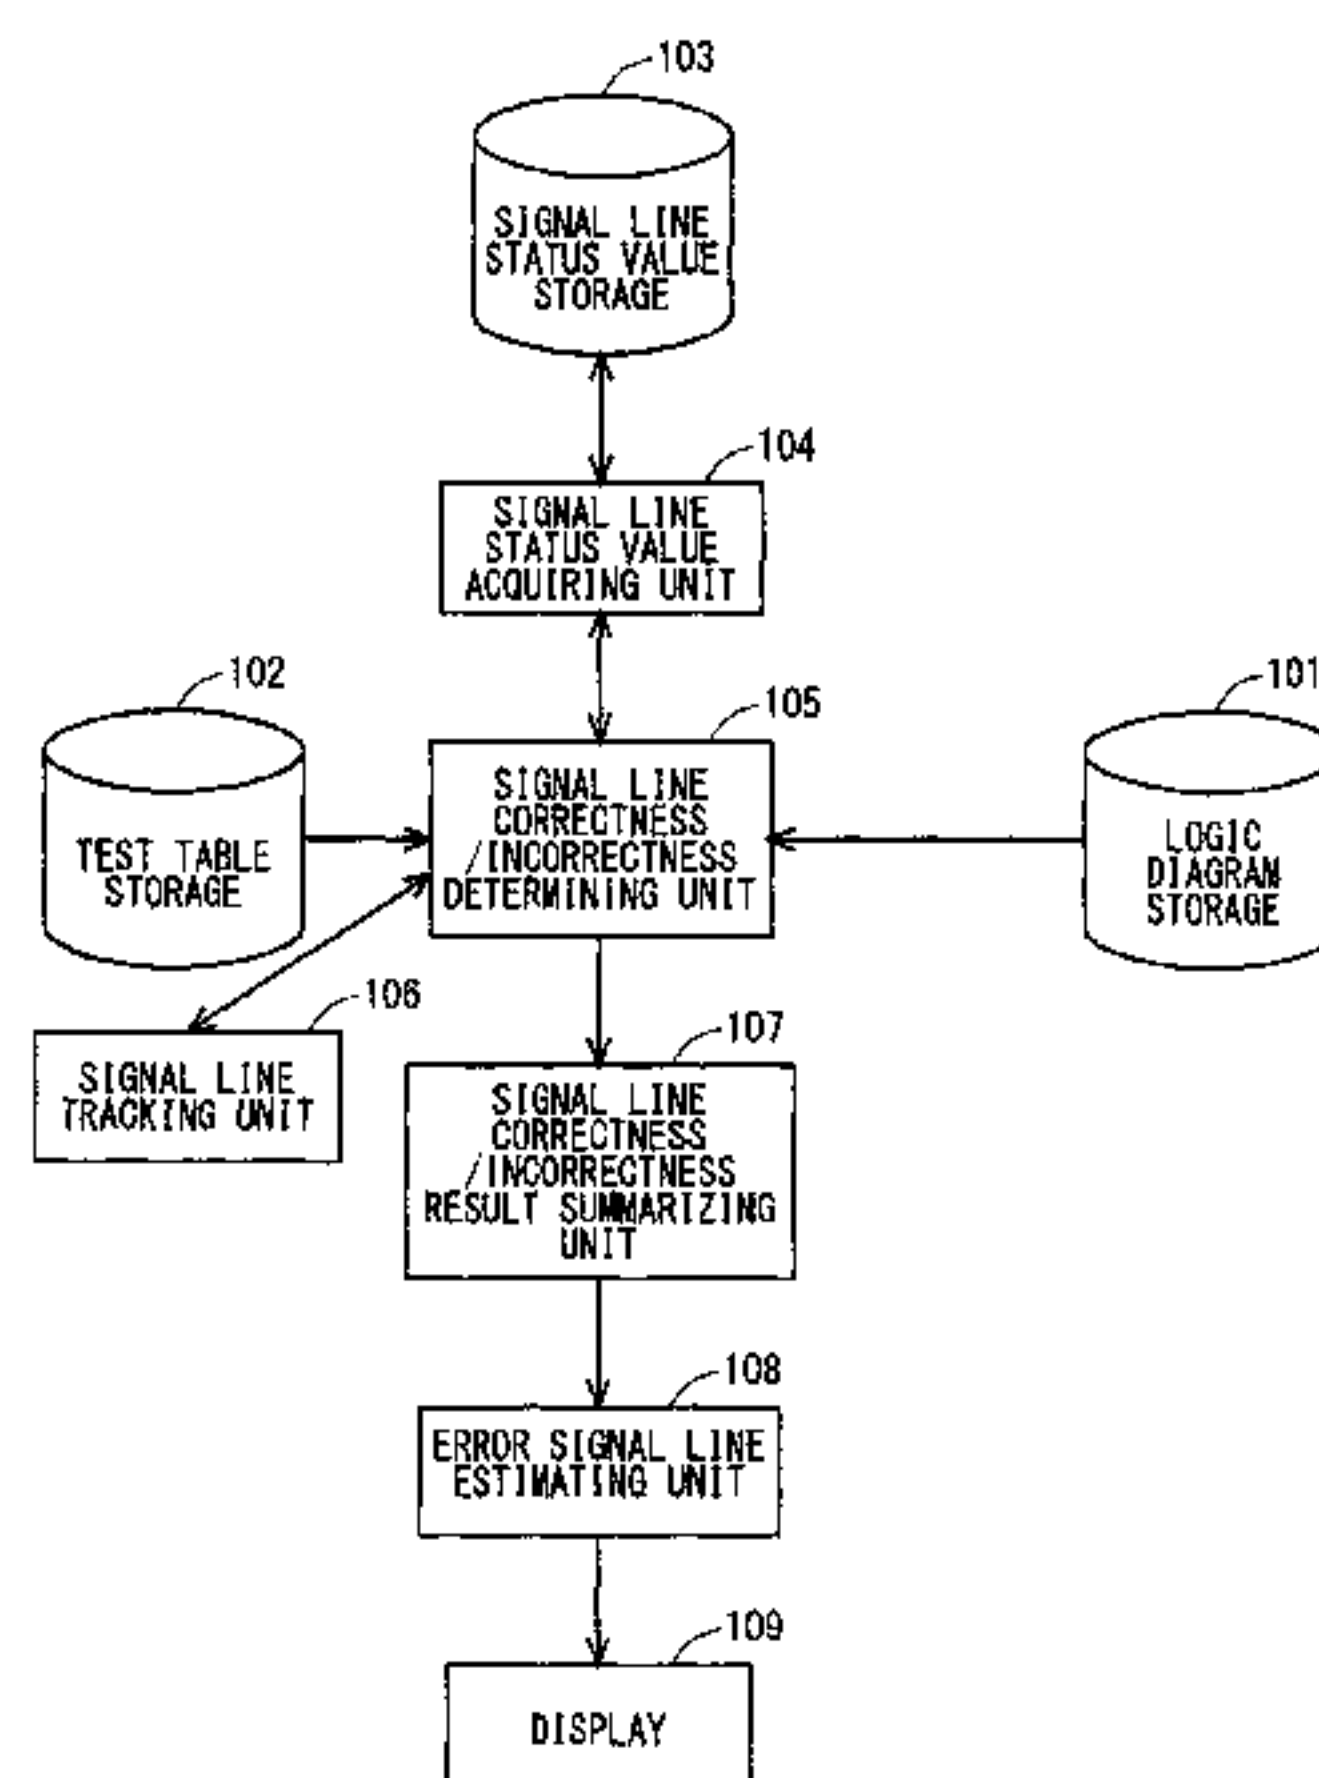 103
SIGNAL LINE
STATUS VALUE
STORAGE
104
SIGNAL LINE
STATUS VALUE
ACQUIRING UNIT
102
TEST TABLE
STORAGE
105
SIGNAL LINE
CORRECTNESS
/INCORRECTNESS
DETERMINING UNIT
101
LOGIC
DIAGRAM
STORAGE
106
SIGNAL LINE
TRACKING UNIT
107
SIGNAL LINE
CORRECTNESS
/INCORRECTNESS
RESULT SUMMARIZING
UNIT
108
ERROR SIGNAL LINE
ESTIMATING UNIT
109
DISPLAY